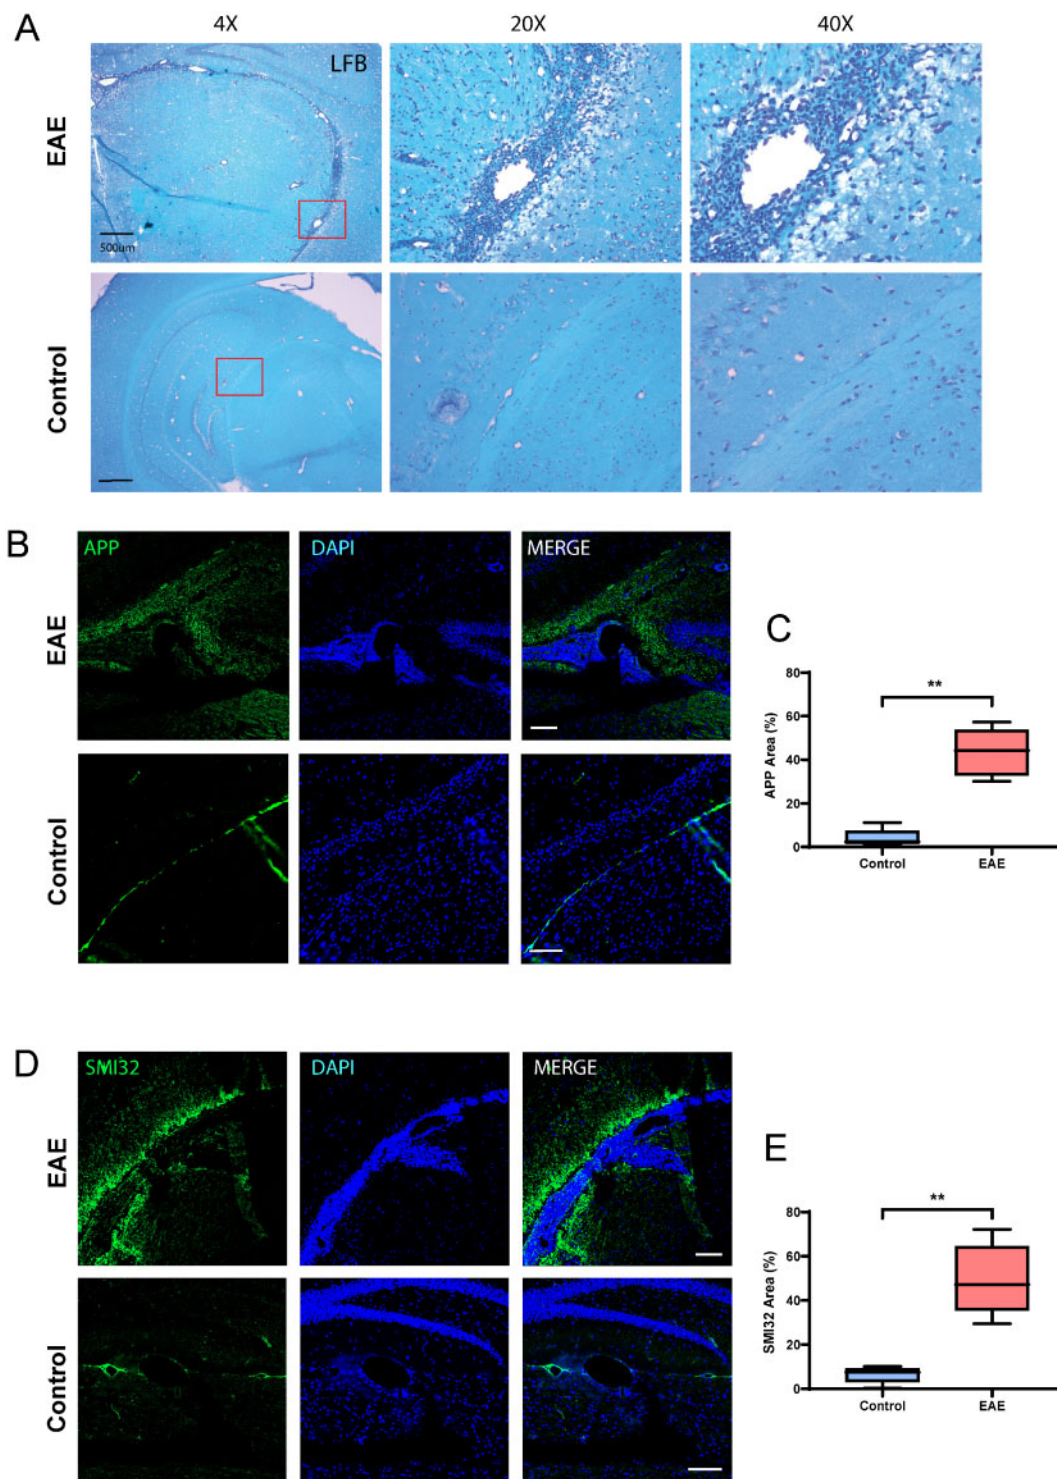 A
4X 20X 40X
LFB
EAE
500um
Control
B
APP DAPI MERGE
EAE
Control
C
80
60
40
20
0
APP Area (%)
**
Control EAE
D
SMI32 DAPI MERGE
EAE
Control
E
80
60
40
20
0
SMI32 Area (%)
**
Control EAE